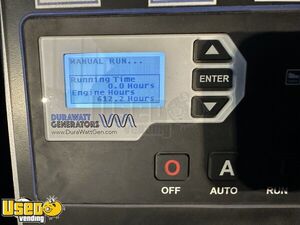 MANUAL RUN...
Running Time
0.0 Hours
Engine Hours
612.2 Hours
ENTER
DURAWATT
GENERATORS
www.DuraWattGen.com
O A
OFF AUTO RUN
Used
vending